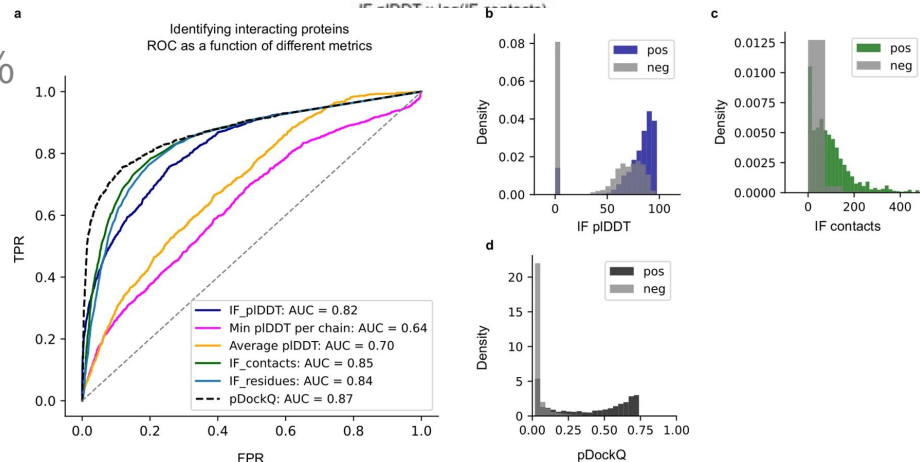 IF plDDT × log(IF contacts)
a
Identifying interacting proteins
ROC as a function of different metrics
%
1.0
0.8
0.6
0.4
0.2
0.0
TPR
0.0 0.2 0.4 0.6 0.8 1.0
FPR
IF_plDDT: AUC = 0.82
Min plDDT per chain: AUC = 0.64
Average plDDT: AUC = 0.70
IF_contacts: AUC = 0.85
IF_residues: AUC = 0.84
pDockQ: AUC = 0.87
b
0.08
0.06
0.04
0.02
0.00
Density
pos
neg
0 50 100
IF plDDT
c
0.0125
0.0100
0.0075
0.0050
0.0025
0.0000
Density
pos
neg
0 200 400
IF contacts
d
20
15
10
5
0
Density
pos
neg
0.00 0.25 0.50 0.75 1.00
pDockQ